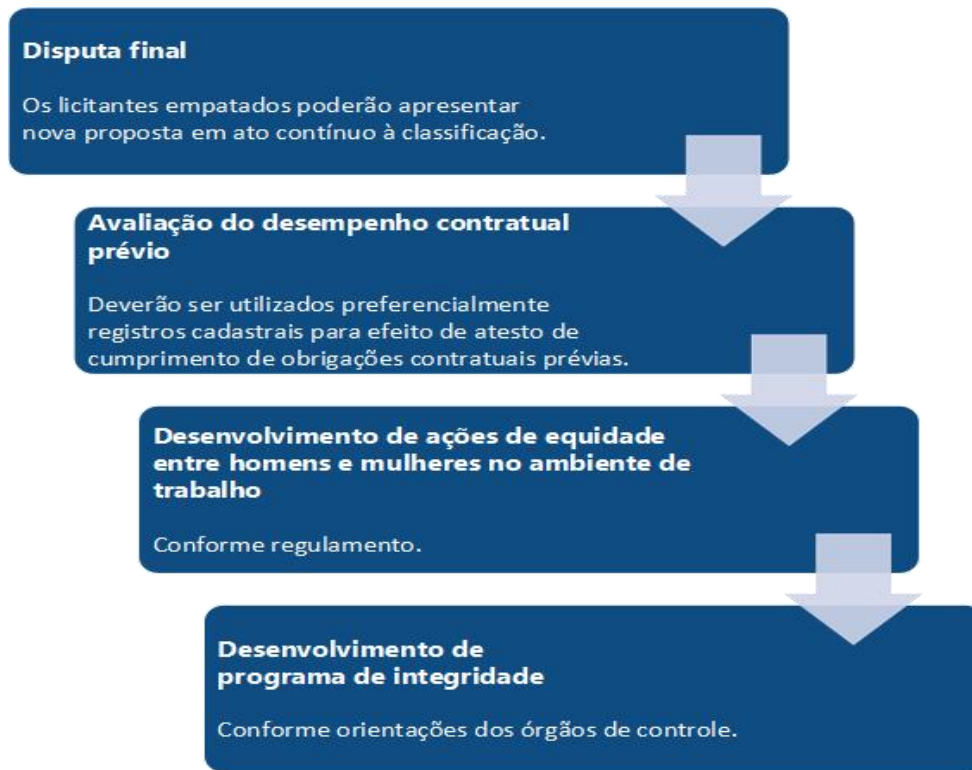 Disputa final
Os licitantes empatados poderão apresentar
nova proposta em ato contínuo à classificação.
Avaliação do desempenho contratual
prévio
Deverão ser utilizados preferencialmente
registros cadastrais para efeito de atesto de
cumprimento de obrigações contratuais prévias.
Desenvolvimento de ações de equidade
entre homens e mulheres no ambiente de
trabalho
Conforme regulamento.
Desenvolvimento de
programa de integridade
Conforme orientações dos órgãos de controle.